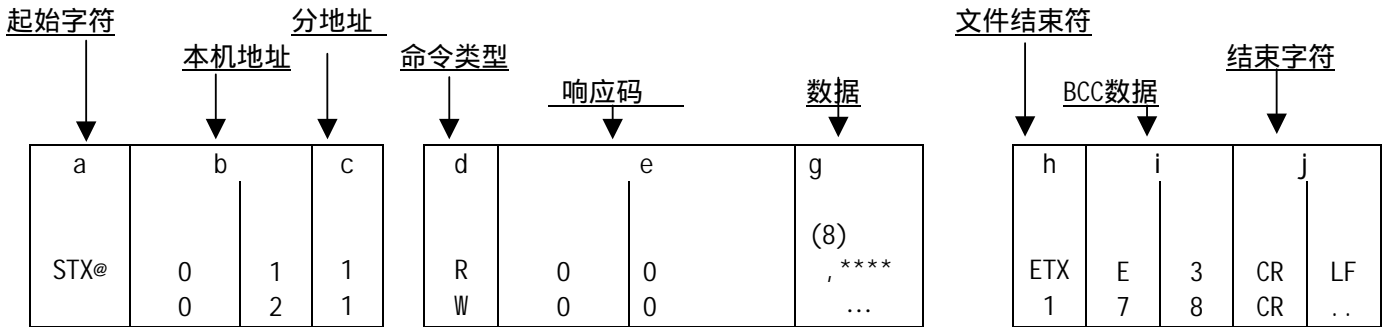 起始字符 分地址 文件结束符
本机地址 命令类型 结束字符
响应码 数据 BCC数据
a b c d e g h i j
(8)
STX@ 0 1 1 R 0 0 ,**** ETX E 3 CR LF
0 2 1 W 0 0 ... 1 7 8 CR ..